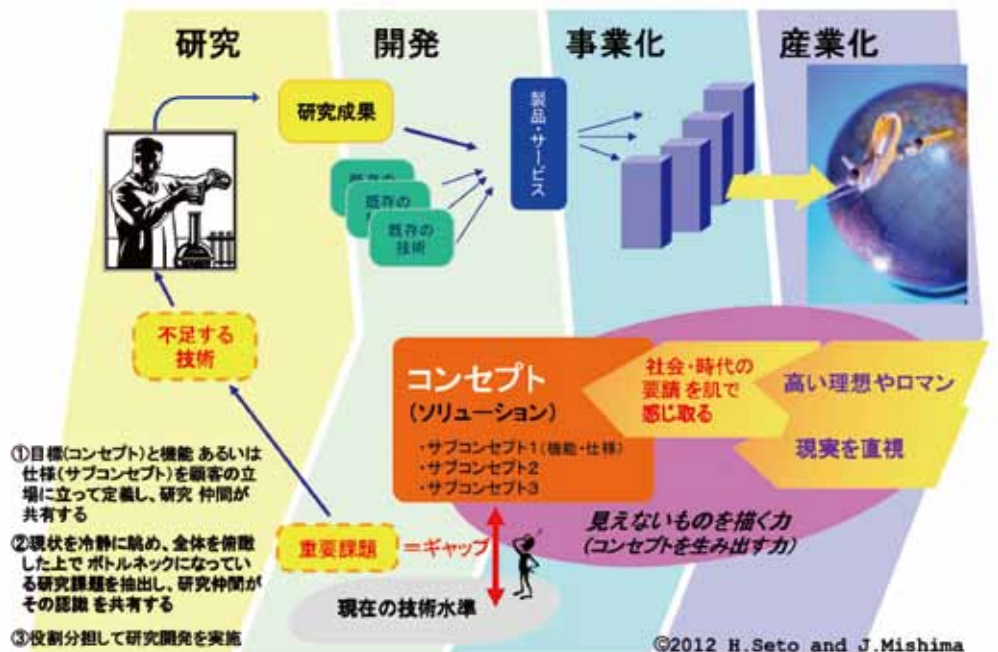 研究
開発
事業化
産業化
研究成果
製品・サービス
既存の
既存の
既存の
技術
不足する
技術
コンセプト
(ソリューション)
・サブコンセプト1(機能・仕様)
・サブコンセプト2
・サブコンセプト3
社会・時代の
要請を肌で
感じ取る
高い理想やロマン
現実を直視
見えないものを描く力
(コンセプトを生み出す力)
重要課題
=ギャップ
現在の技術水準
①目標(コンセプト)と機能 あるいは
仕様(サブコンセプト)を顧客の立
場に立って定義し、研究 仲間が
共有する
②現状を冷静に眺め、全体を俯瞰
した上で ボトルネックになってい
る研究課題を抽出し、研究仲間が
その認識 を共有する
③役割分担して研究開発を実施
©2012 H.Seto and J.Mishima